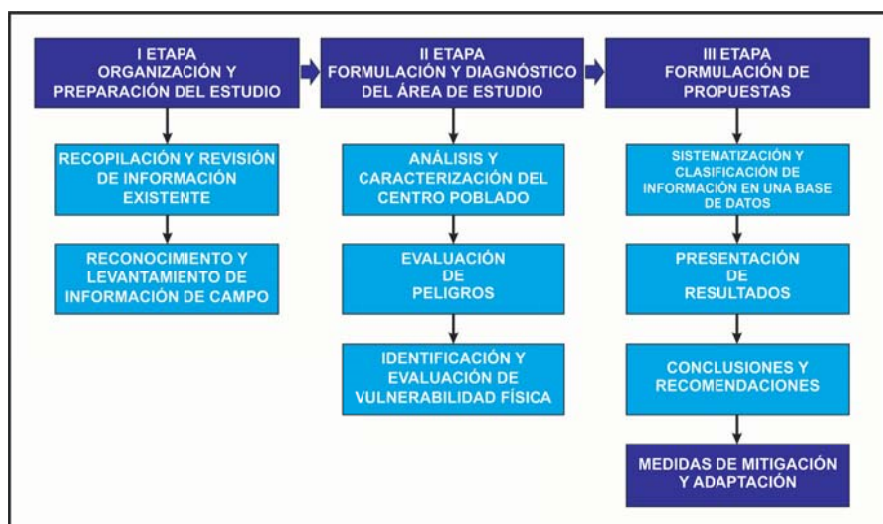 I ETAPA
ORGANIZACIÓN Y
PREPARACIÓN DEL ESTUDIO
II ETAPA
FORMULACIÓN Y DIAGNÓSTICO
DEL ÁREA DE ESTUDIO
III ETAPA
FORMULACIÓN DE
PROPUESTAS
RECOPILACIÓN Y REVISIÓN
DE INFORMACIÓN
EXISTENTE
RECONOCIMIENTO Y
LEVANTAMIENTO DE
INFORMACIÓN DE CAMPO
ANÁLISIS Y
CARACTERIZACIÓN DEL
CENTRO POBLADO
EVALUACIÓN
DE
PELIGROS
IDENTIFICACIÓN Y
EVALUACIÓN DE
VULNERABILIDAD FÍSICA
SISTENATIZACIÓN Y
CLASIFICACIÓN DE
INFORMACIÓN EN UNA BASE
DE DATOS
PRESENTACIÓN
DE
RESULTADOS
CONCLUSIONES Y
RECOMENDACIONES
MEDIDAS DE MITIGACIÓN
Y ADAPTACIÓN